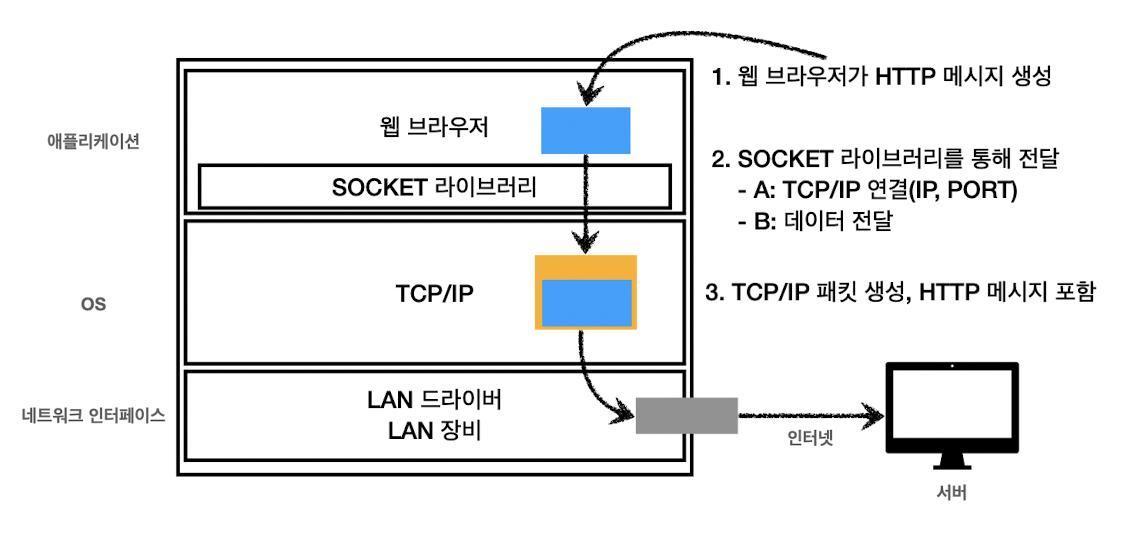 1. 웹 브라우저가 HTTP 메시지 생성
애플리케이션
웹 브라우저
SOCKET 라이브러리
2. SOCKET 라이브러리를 통해 전달
- A: TCP/IP 연결(IP, PORT)
- B: 데이터 전달
OS
TCP/IP
3. TCP/IP 패킷 생성, HTTP 메시지 포함
네트워크 인터페이스
LAN 드라이버
LAN 장비
인터넷
서버